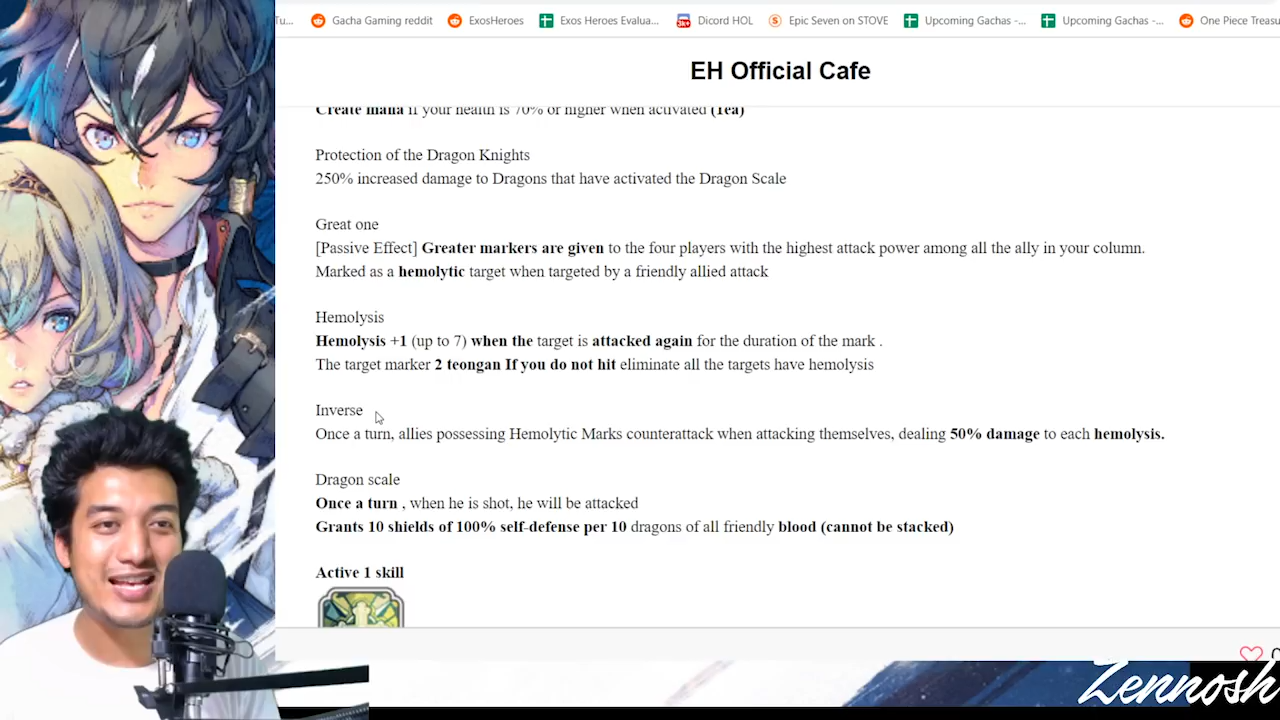 Tu...
Gacha Gaming reddit
ExosHeroes
Exos Heroes Evalua...
Dicord HOL
Epic Seven on STOVE
Upcoming Gachas -...
Upcoming Gachas -...
One Piece Treasu
EH Official Cafe
Create mana if your health is 70% or higher when activated (Tea)
Protection of the Dragon Knights
250% increased damage to Dragons that have activated the Dragon Scale
Great one
[Passive Effect] Greater markers are given to the four players with the highest attack power among all the ally in your column.
Marked as a hemolytic target when targeted by a friendly allied attack
Hemolysis
Hemolysis +1 (up to 7) when the target is attacked again for the duration of the mark .
The target marker 2 teongan If you do not hit eliminate all the targets have hemolysis
Inverse
Once a turn, allies possessing Hemolytic Marks counterattack when attacking themselves, dealing 50% damage to each hemolysis.
Dragon scale
Once a turn , when he is shot, he will be attacked
Grants 10 shields of 100% self-defense per 10 dragons of all friendly blood (cannot be stacked)
Active 1 skill
Zennosh